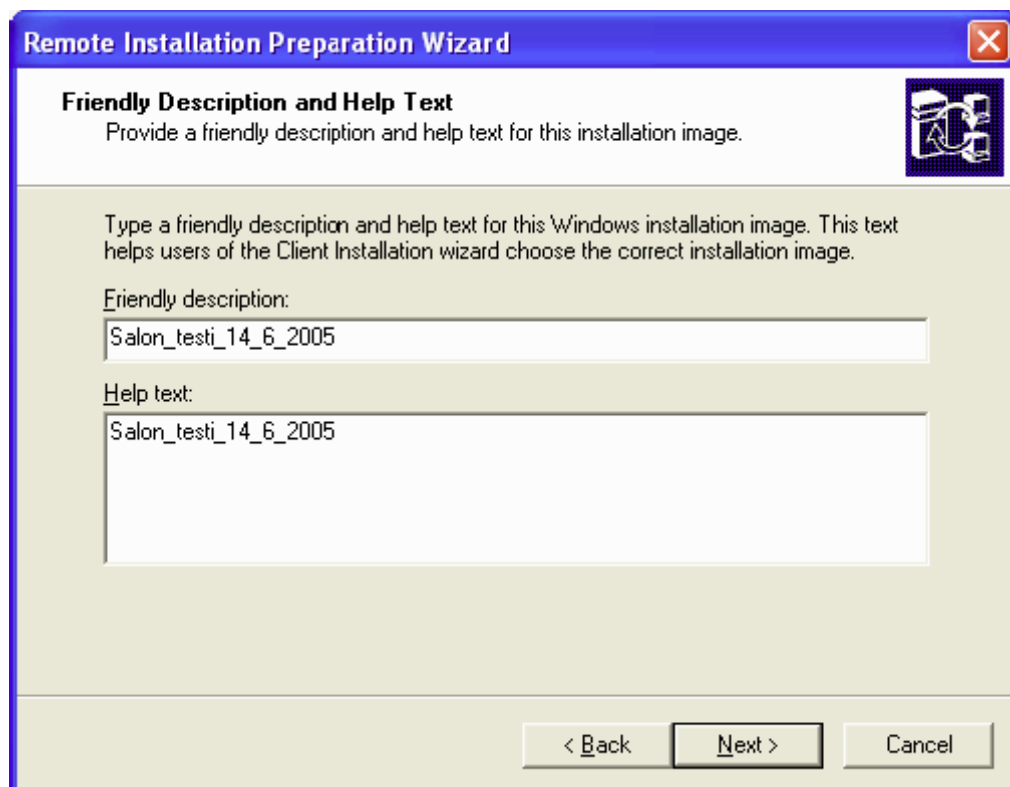 Remote Installation Preparation Wizard
Friendly Description and Help Text
Provide a friendly description and help text for this installation image.
Type a friendly description and help text for this Windows installation image. This text
helps users of the Client Installation wizard choose the correct installation image.
Friendly description:
Salon_testi_14_6_2005
Help text:
Salon_testi_14_6_2005
< Back Next > Cancel